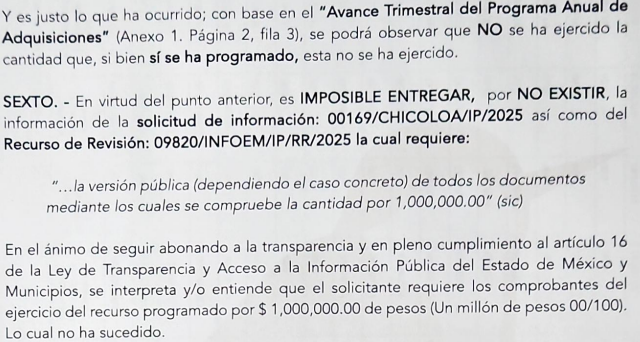 Y es justo lo que ha ocurrido; con base en el "Avance Trimestral del Programa Anual de
Adquisiciones" (Anexo 1. Página 2, fila 3), se podrá observar que NO se ha ejercido la
cantidad que, si bien sí se ha programado, esta no se ha ejercido.
SEXTO. - En virtud del punto anterior, es IMPOSIBLE ENTREGAR, por NO EXISTIR, la
información de la solicitud de información: 00169/CHICOLOA/IP/2025 así como del
Recurso de Revisión: 09820/INFOEM/IP/RR/2025 la cual requiere:
"...la versión pública (dependiendo el caso concreto) de todos los documentos
mediante los cuales se compruebe la cantidad por 1,000,000.00" (sic)
En el ánimo de seguir abonando a la transparencia y en pleno cumplimiento al artículo 16
de la Ley de Transparencia y Acceso a la Información Pública del Estado de México y
Municipios, se interpreta y/o entiende que el solicitante requiere los comprobantes del
ejercicio del recurso programado por $ 1,000,000.00 de pesos (Un millón de pesos 00/100).
Lo cual no ha sucedido.